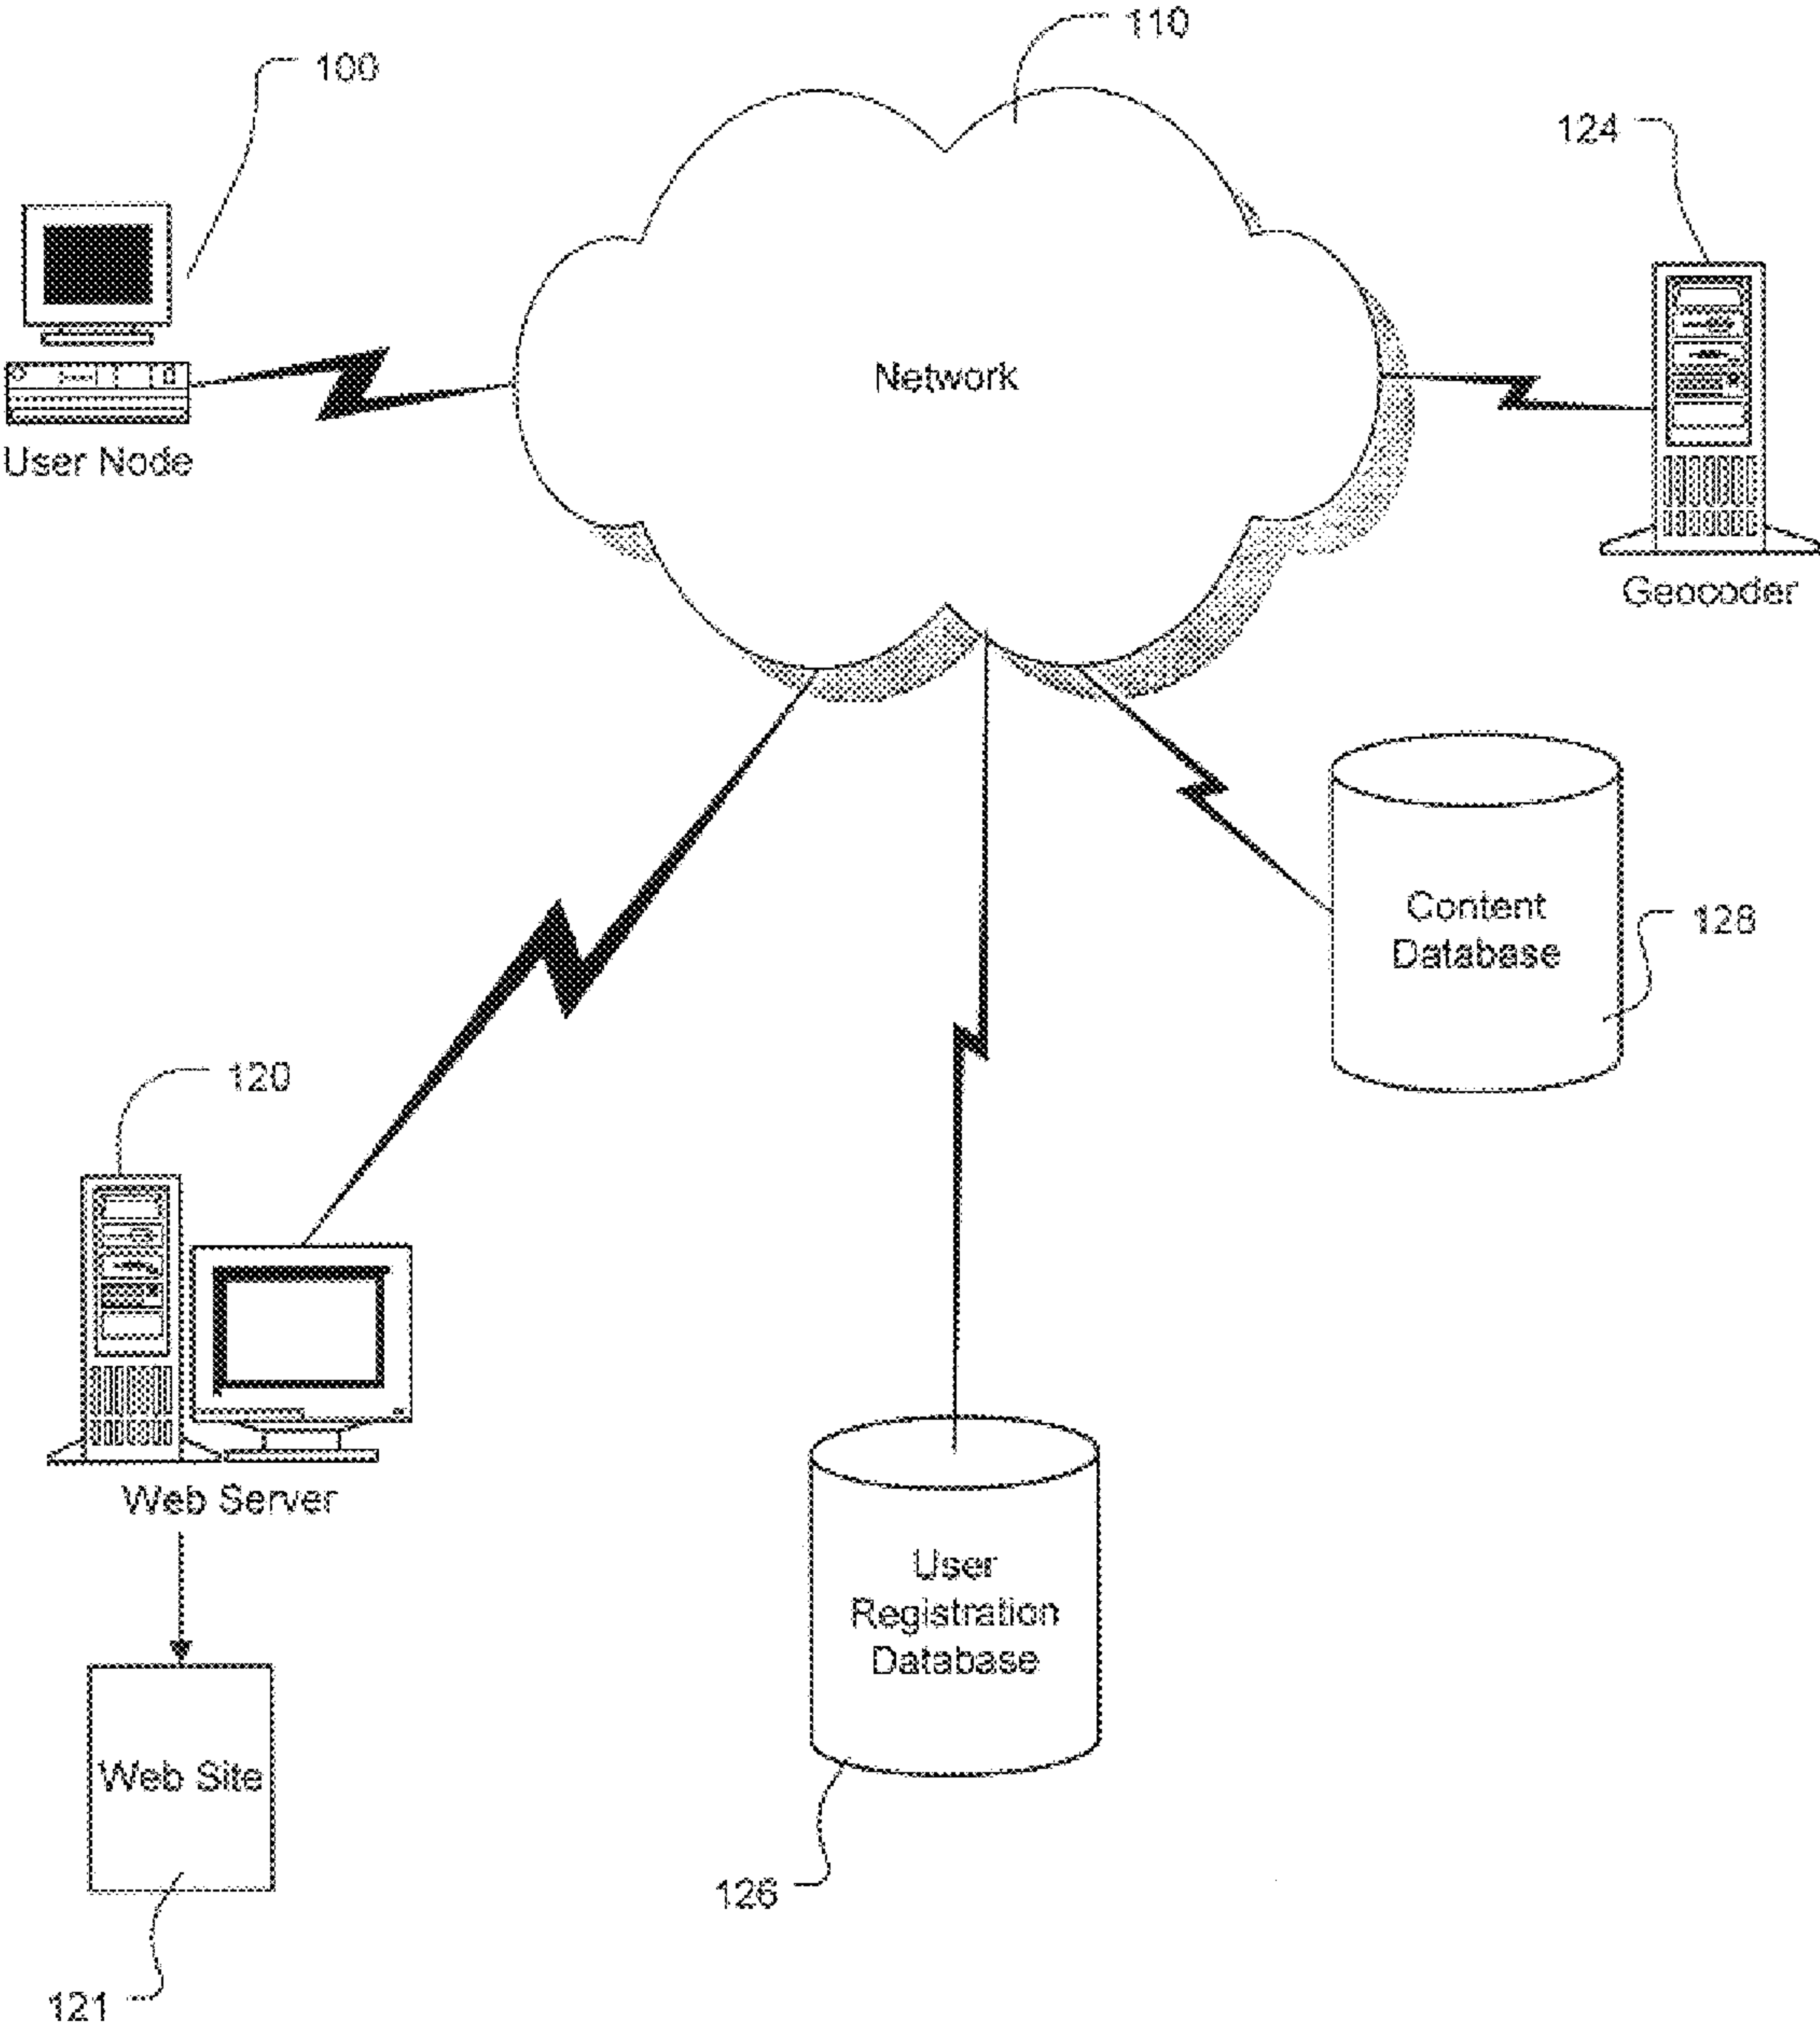 110
100
124
Network
User Node
Geocoder
Content
Database
128
120
Web Server
User
Registration
Database
Web Site
126
121